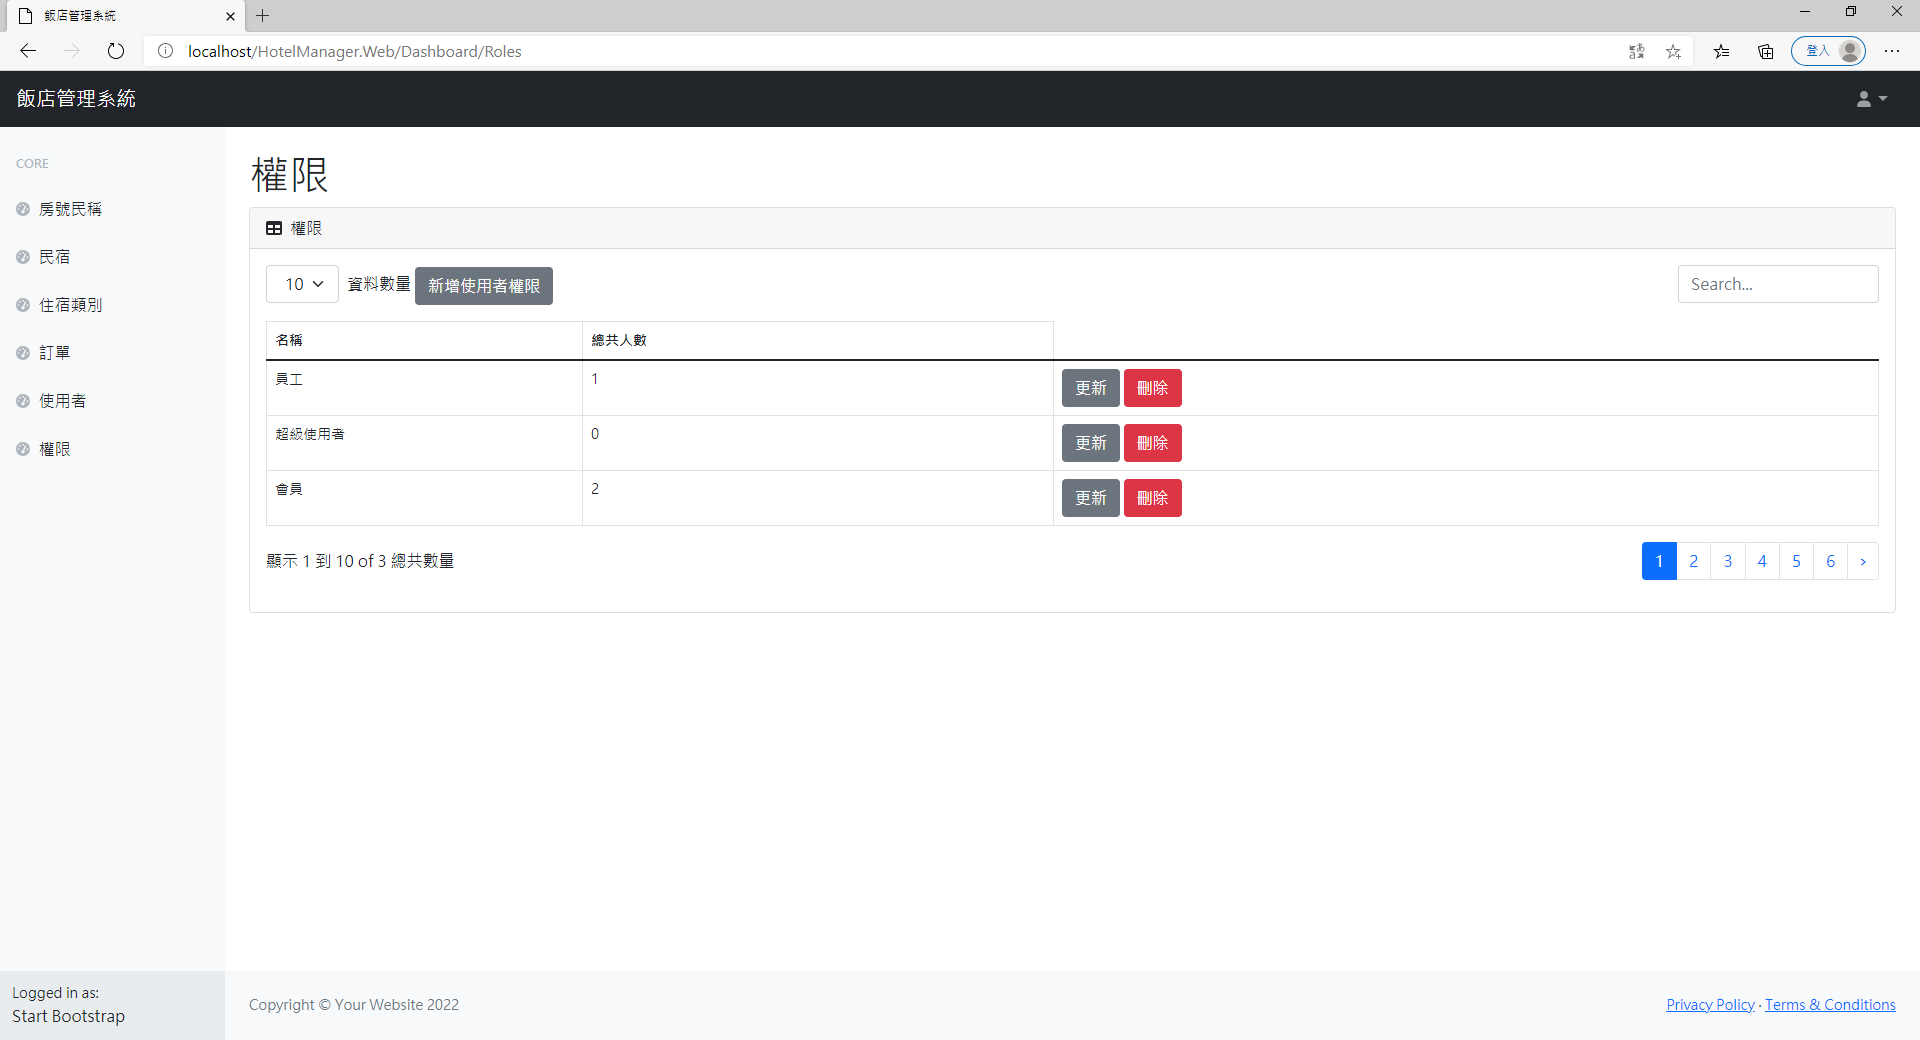 飯店管理系統
localhost/HotelManager.Web/Dashboard/Roles
登入
飯店管理系統
CORE
房號民稱
民宿
住宿類別
訂單
使用者
權限
權限
權限
10 資料數量 新增使用者權限 Search...
名稱 總共人數
員工 1 更新 刪除
超級使用者 0 更新 刪除
會員 2 更新 刪除
顯示 1 到 10 of 3 總共數量 1 2 3 4 5 6 ›
Logged in as:
Start Bootstrap
Copyright © Your Website 2022 Privacy Policy · Terms & Conditions